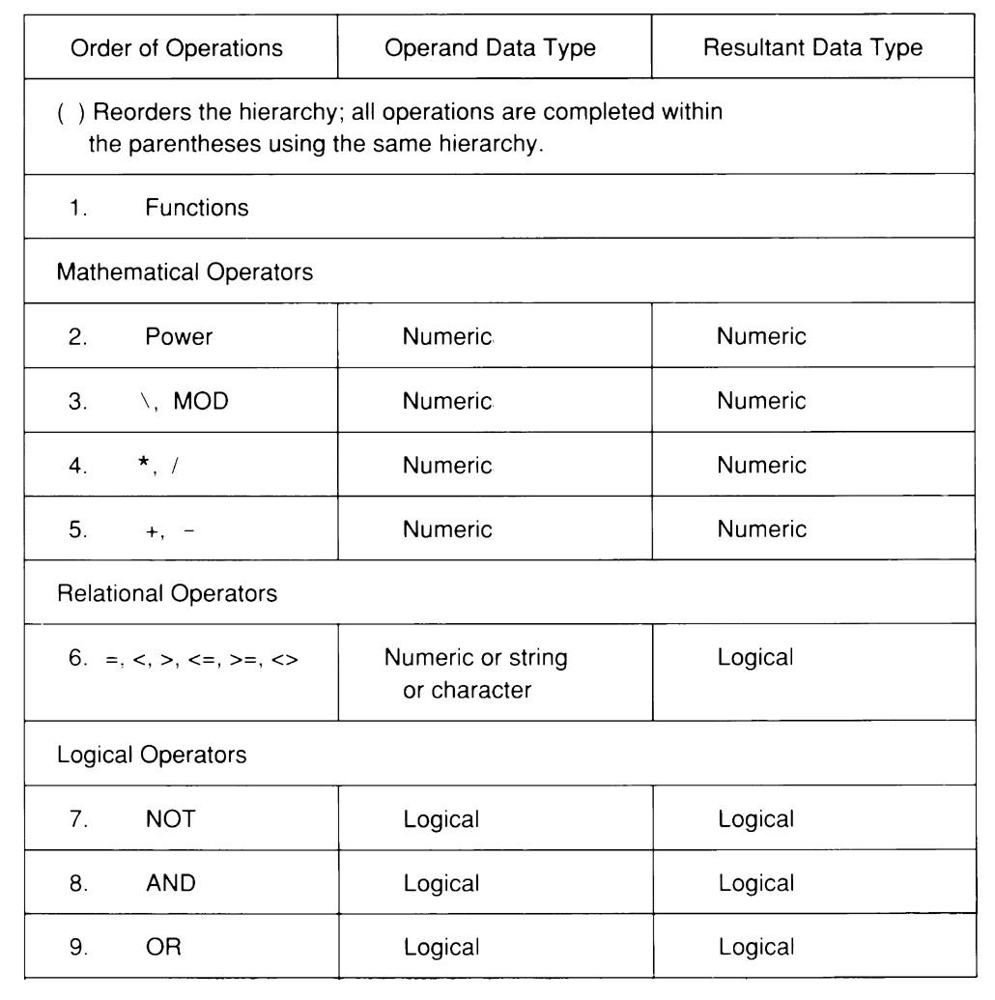 Order of Operations Operand Data Type Resultant Data Type
( ) Reorders the hierarchy; all operations are completed within
the parentheses using the same hierarchy.
1. Functions
Mathematical Operators
2. Power Numeric Numeric
3. \, MOD Numeric Numeric
4. *, / Numeric Numeric
5. +, − Numeric Numeric
Relational Operators
6. =, <, >, <=, >=, <> Numeric or string Logical
or character
Logical Operators
7. NOT Logical Logical
8. AND Logical Logical
9. OR Logical Logical